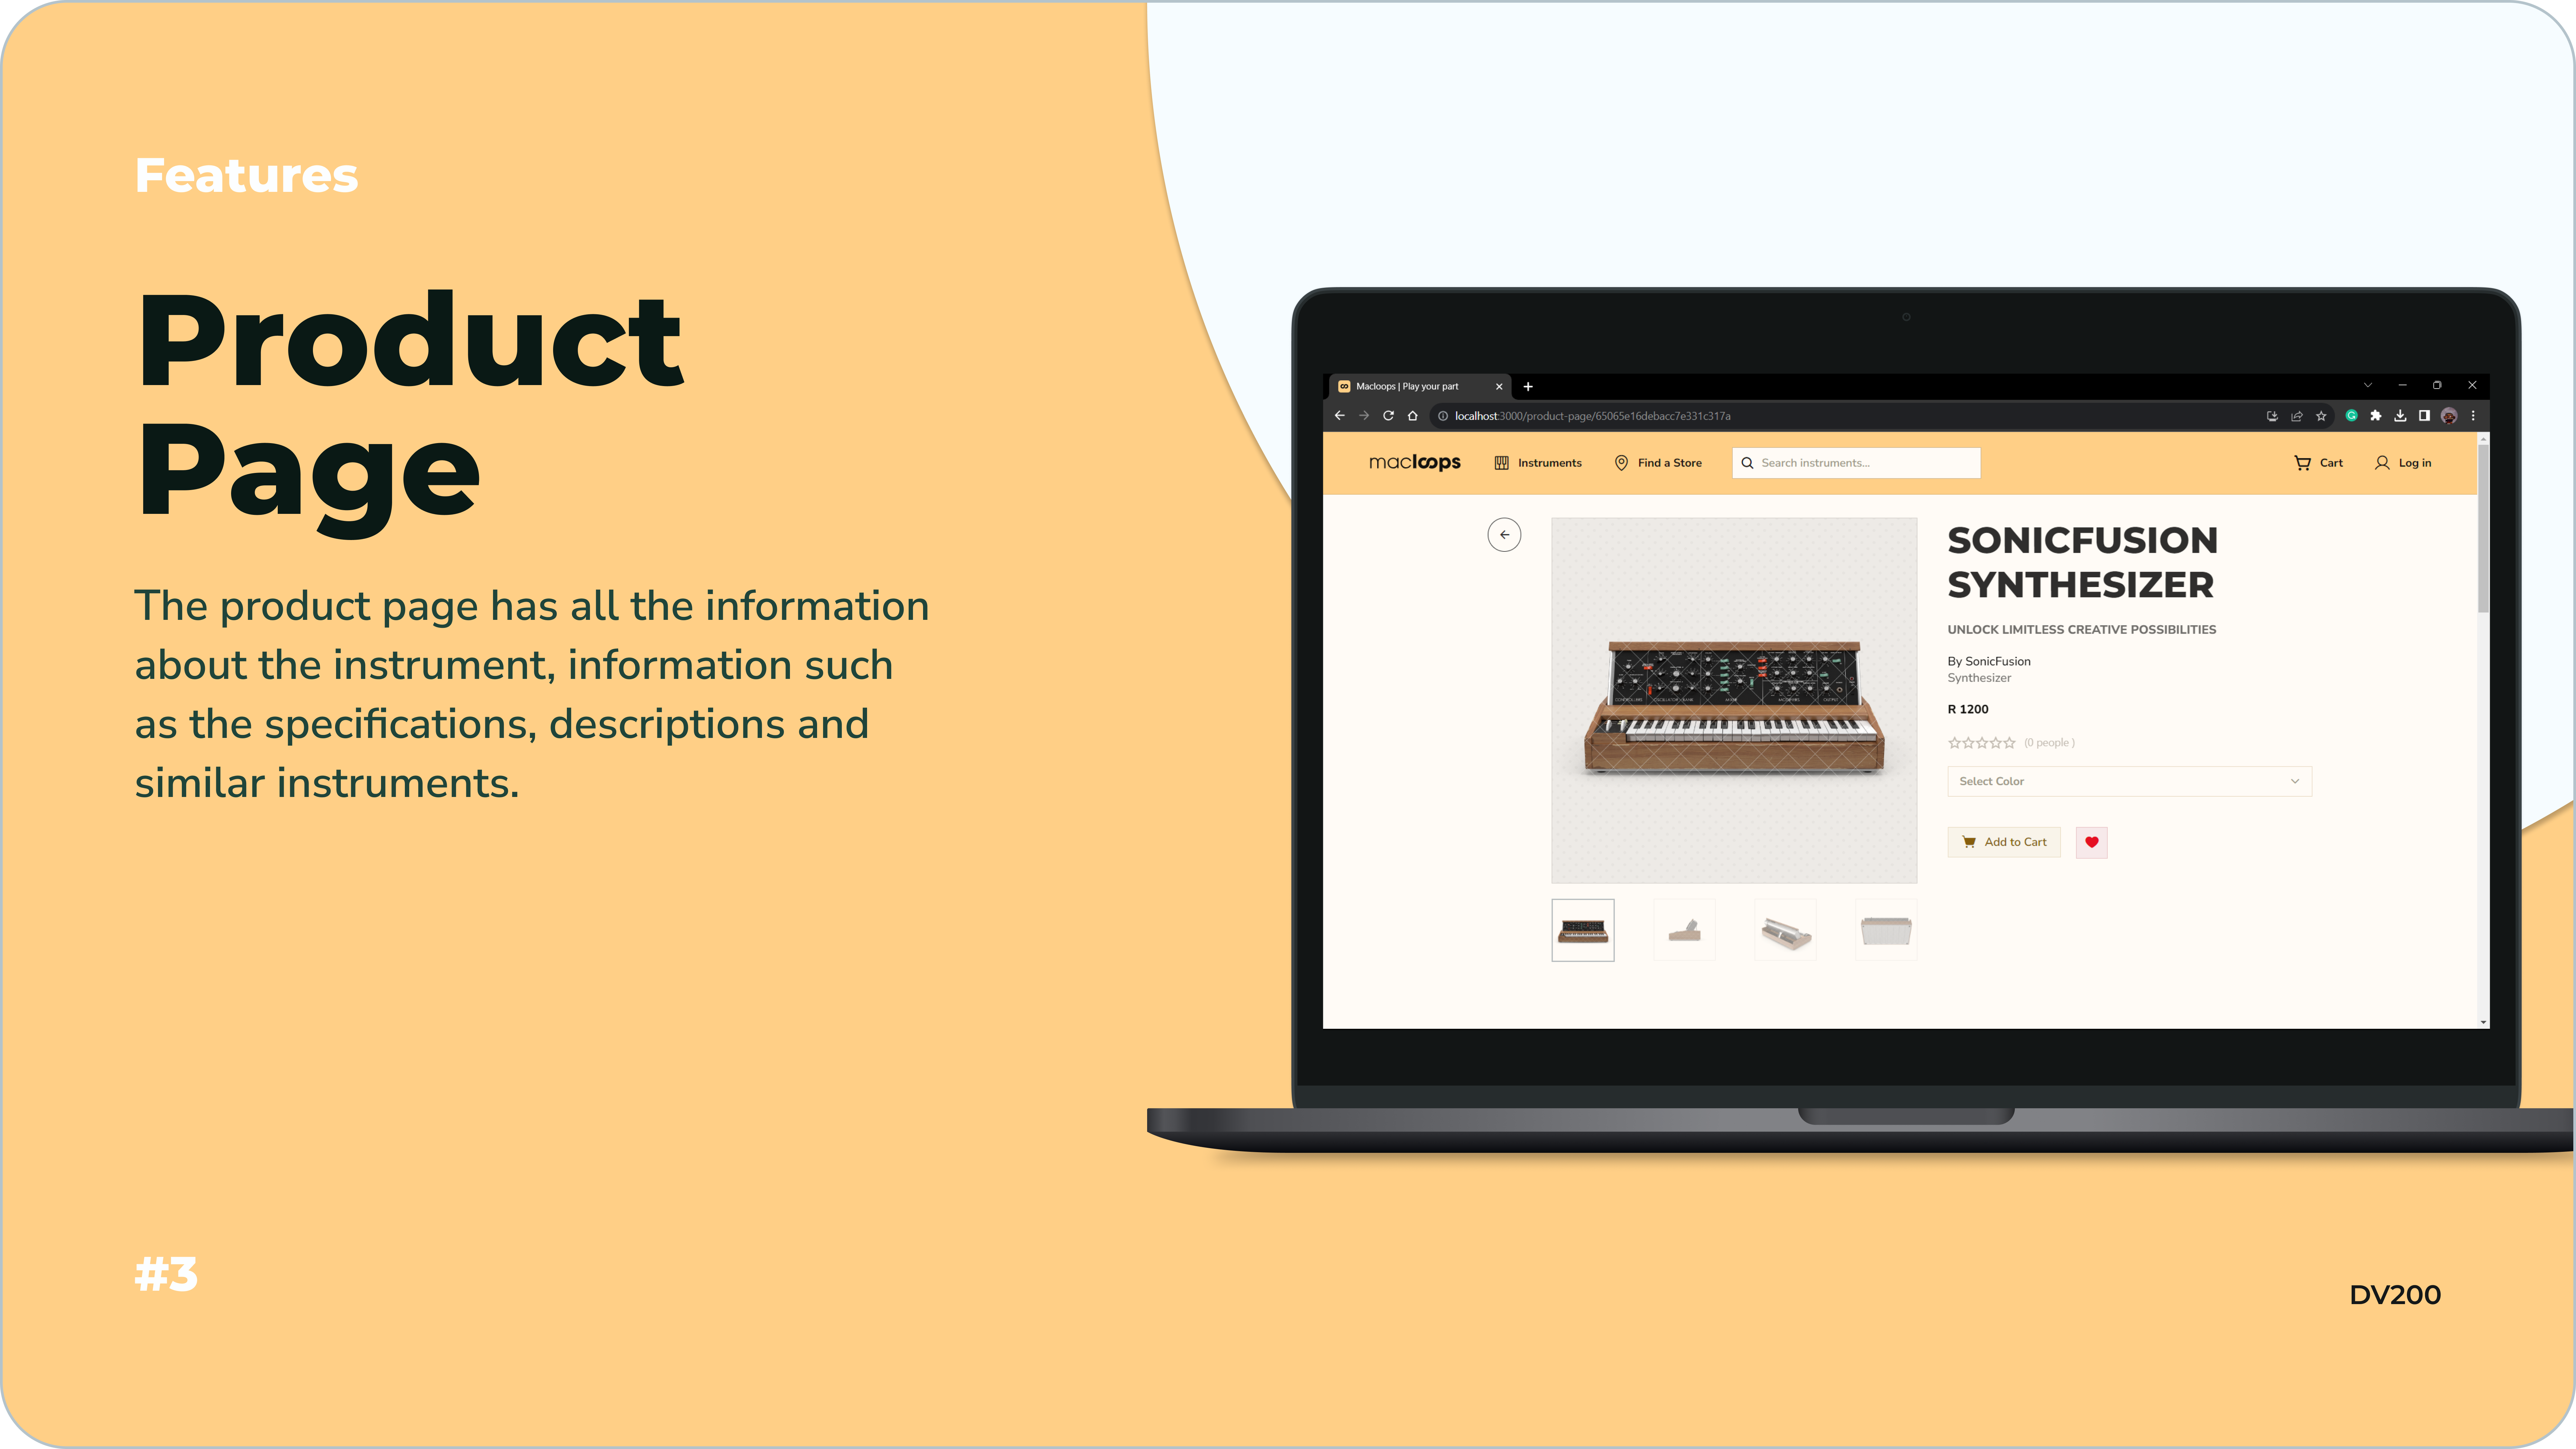 Features
Product
Page
The product page has all the information
about the instrument, information such
as the specifications, descriptions and
similar instruments.
#3
Macloops | Play your part
localhost:3000/product-page/65065e16debacc7e331c317a
macloops
Instruments
Find a Store
Search instruments...
Cart
Log in
SONICFUSION
SYNTHESIZER
UNLOCK LIMITLESS CREATIVE POSSIBILITIES
By SonicFusion
Synthesizer
R 1200
(0 people )
Select Color
Add to Cart
DV200